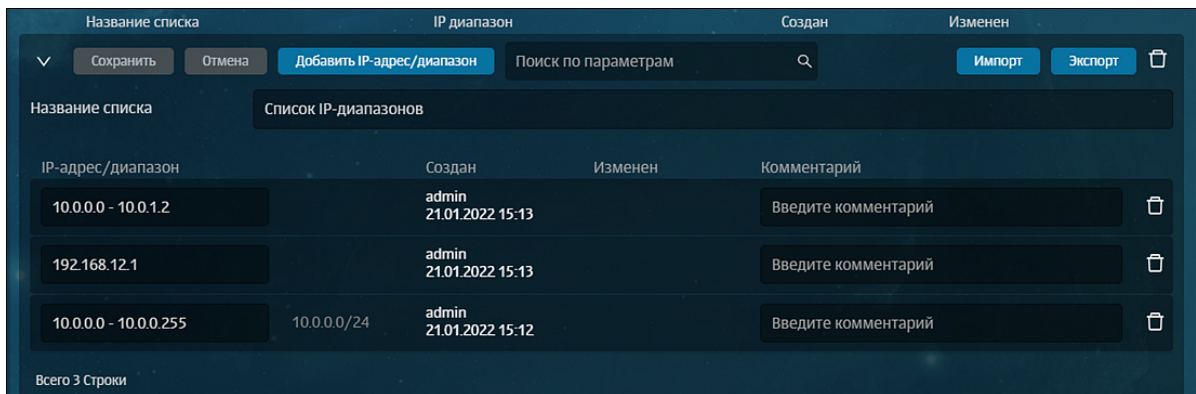 Название списка IP диапазон Создан Изменен
Сохранить Отмена Добавить IP-адрес/диапазон Поиск по параметрам Импорт Экспорт
Название списка Список IP-диапазонов
IP-адрес/диапазон Создан Изменен Комментарий
10.0.0.0 - 10.0.1.2 admin Введите комментарий
21.01.2022 15:13
192.168.12.1 admin Введите комментарий
21.01.2022 15:13
10.0.0.0 - 10.0.0.255 10.0.0.0/24 admin Введите комментарий
21.01.2022 15:12
Всего 3 Строки